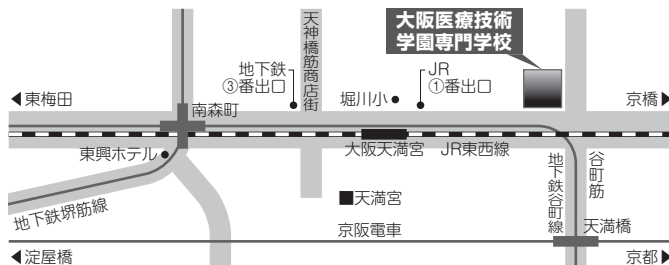 大阪医療技術
学園専門学校
天神橋筋商店街
地下鉄
③番出口
JR
①番出口
堀川小
◀東梅田
京橋▶
南森町
東興ホテル
大阪天満宮
JR東西線
地下鉄谷町線
谷町筋
■天満宮
地下鉄堺筋線
京阪電車
天満橋
◀淀屋橋
京都▶